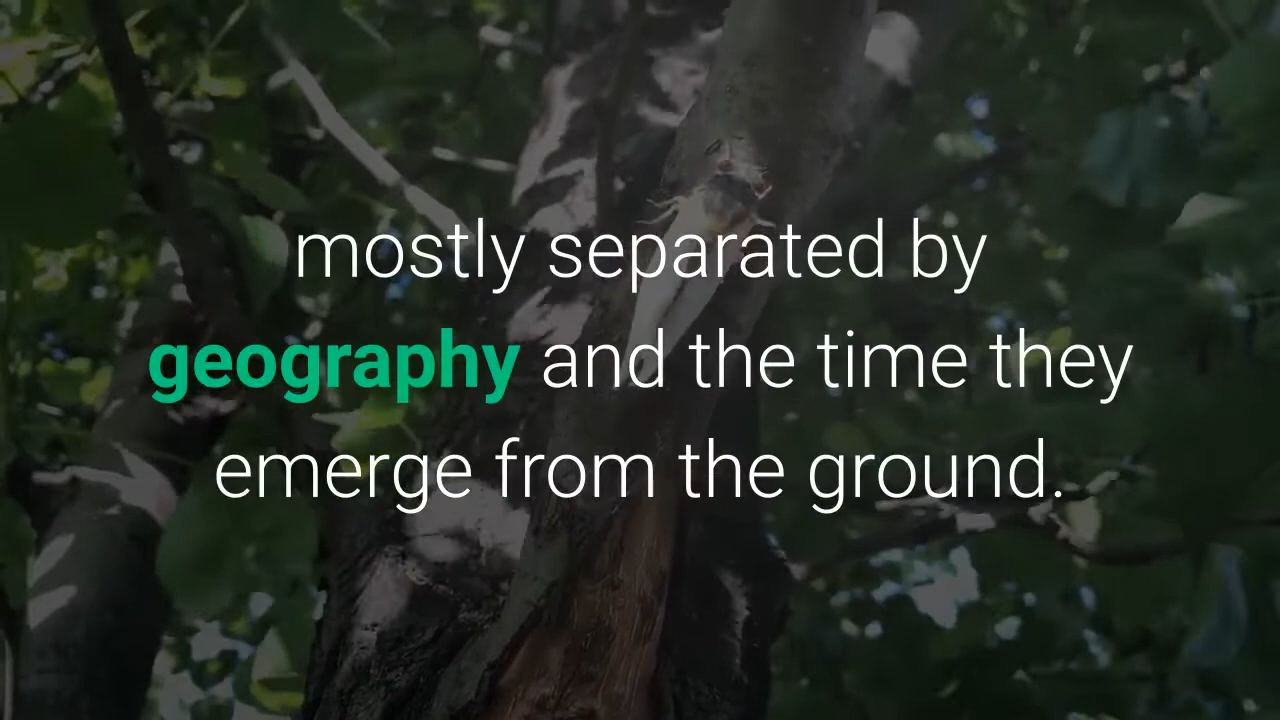 mostly separated by
geography and the time they
emerge from the ground.